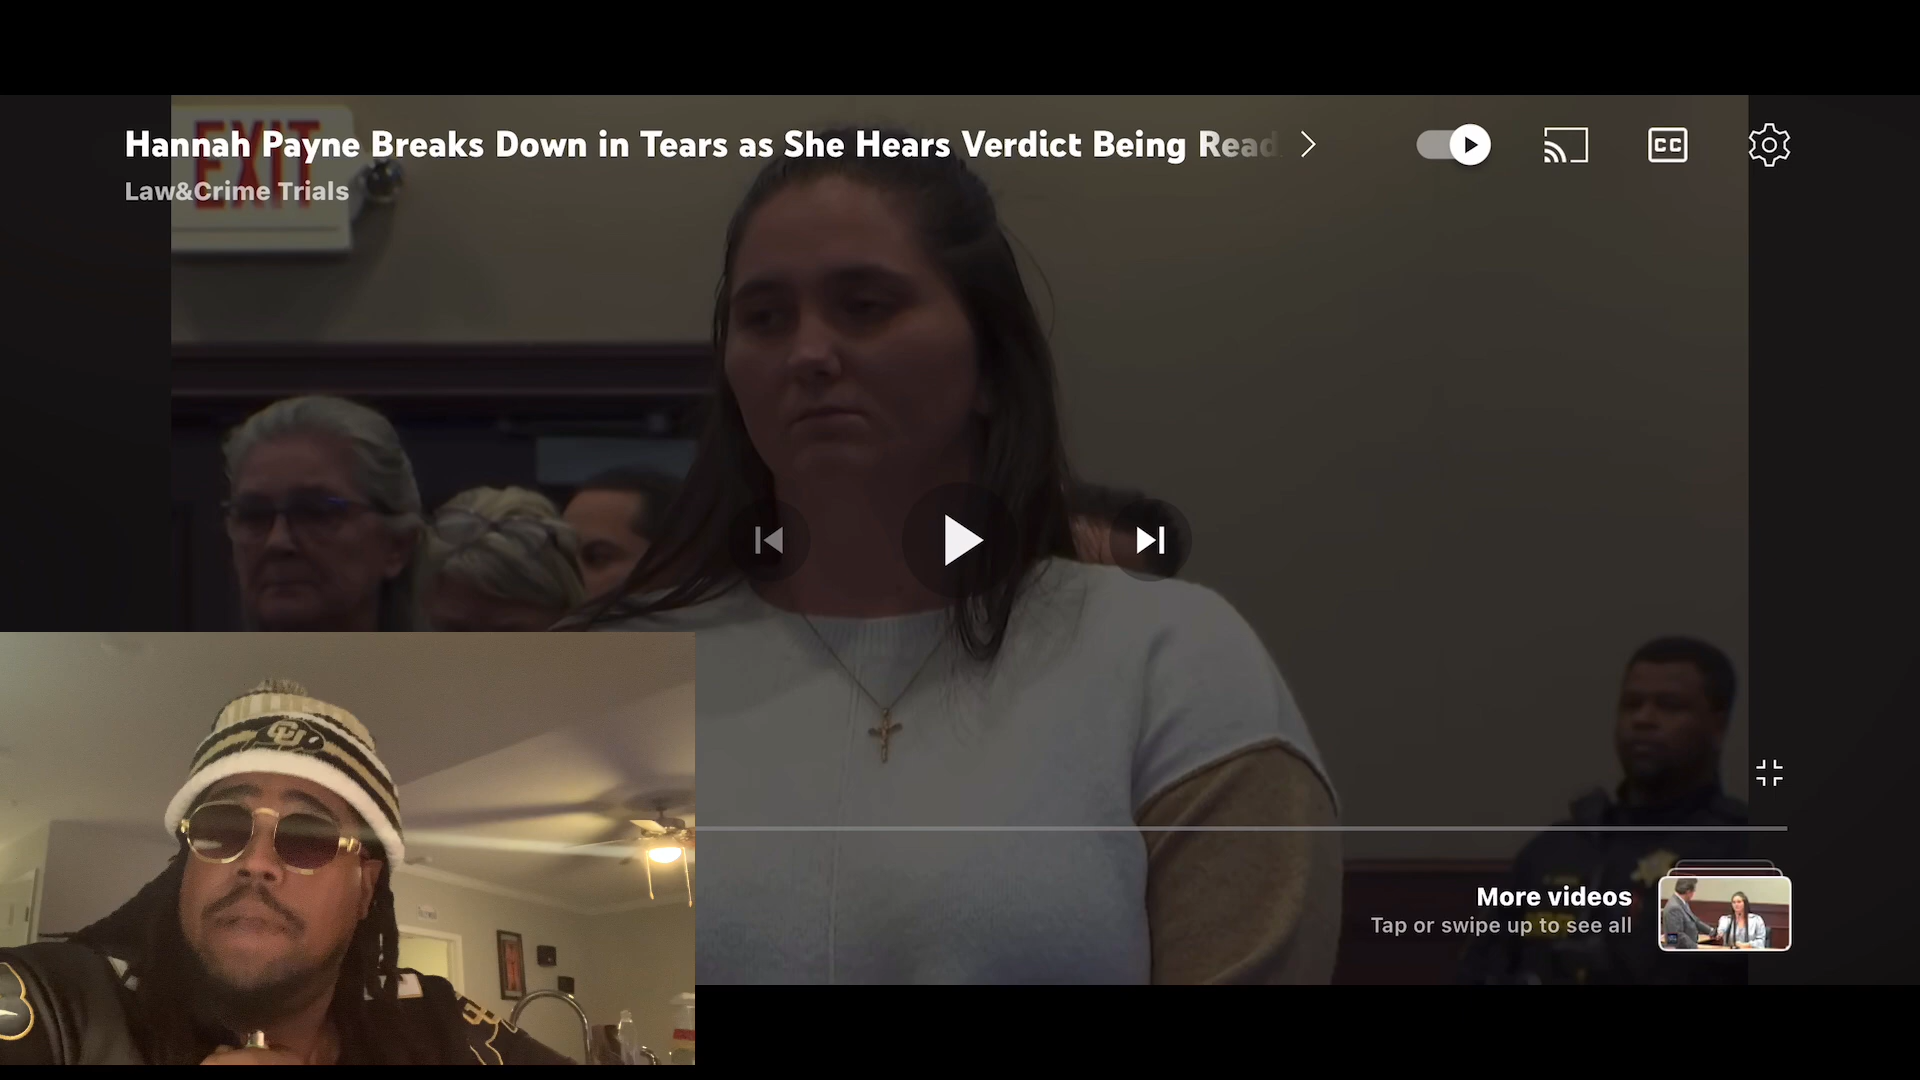 Hannah Payne Breaks Down in Tears as She Hears Verdict Being Read
Law&Crime Trials
EXIT
CC
More videos
Tap or swipe up to see all
CU